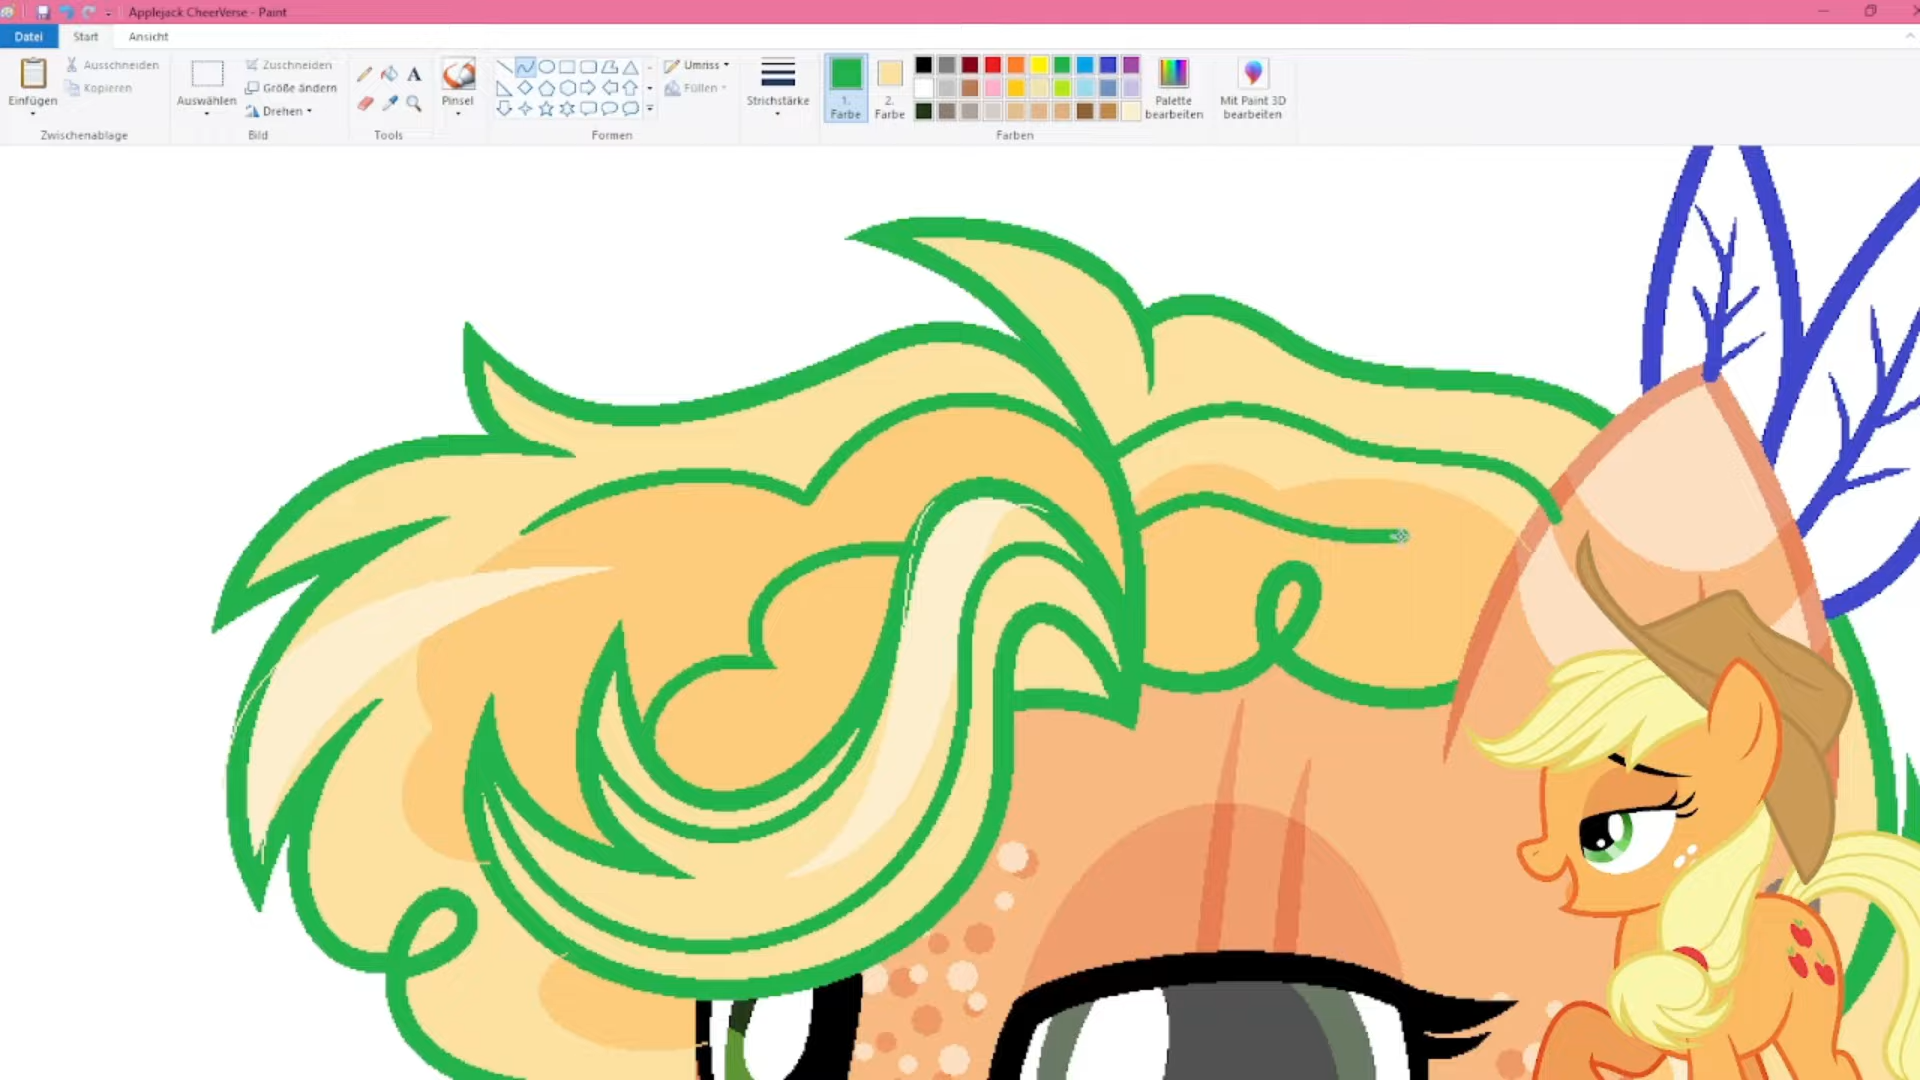 Applejack CheerVerse - Paint
Datei Start Ansicht
Einfügen
Ausschneiden
Kopieren
Zwischenablage
Auswählen
Zuschneiden
Größe ändern
Drehen
Bild
A
Tools
Pinsel
Formen
Umriss
Füllen
Strichstärke
1.
Farbe
2.
Farbe
Farben
Palette
bearbeiten
Mit Paint 3D
bearbeiten